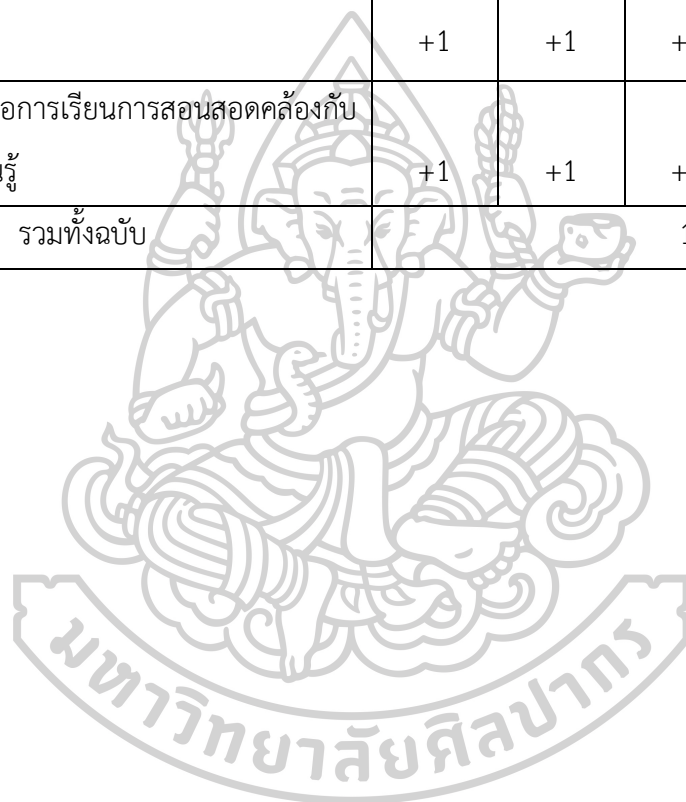 +1 +1 +
อการเรียนการสอนสอดคล้องกับ
นรู้ +1 +1 +
รวมทั้งฉบับ 1
มหาวิทยาลัยศิลปากร